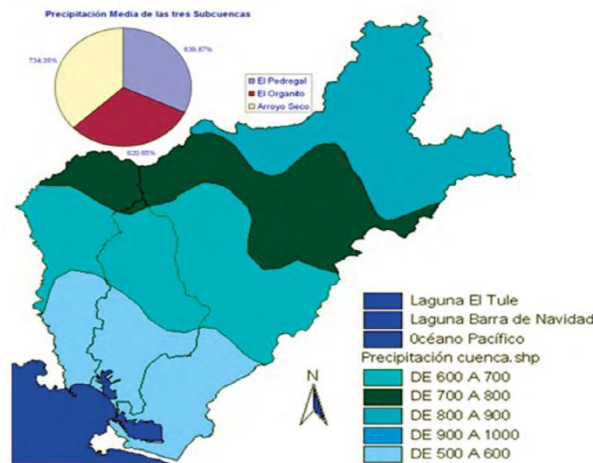 Precipitación Media de las tres Subcuencas
734.35%
639.87%
620.65%
El Pedregal
El Organito
Arroyo Seco
N
Laguna El Tule
Laguna Barra de Navidad
Océano Pacífico
Precipitación cuenca.shp
DE 600 A 700
DE 700 A 800
DE 800 A 900
DE 900 A 1000
DE 500 A 600